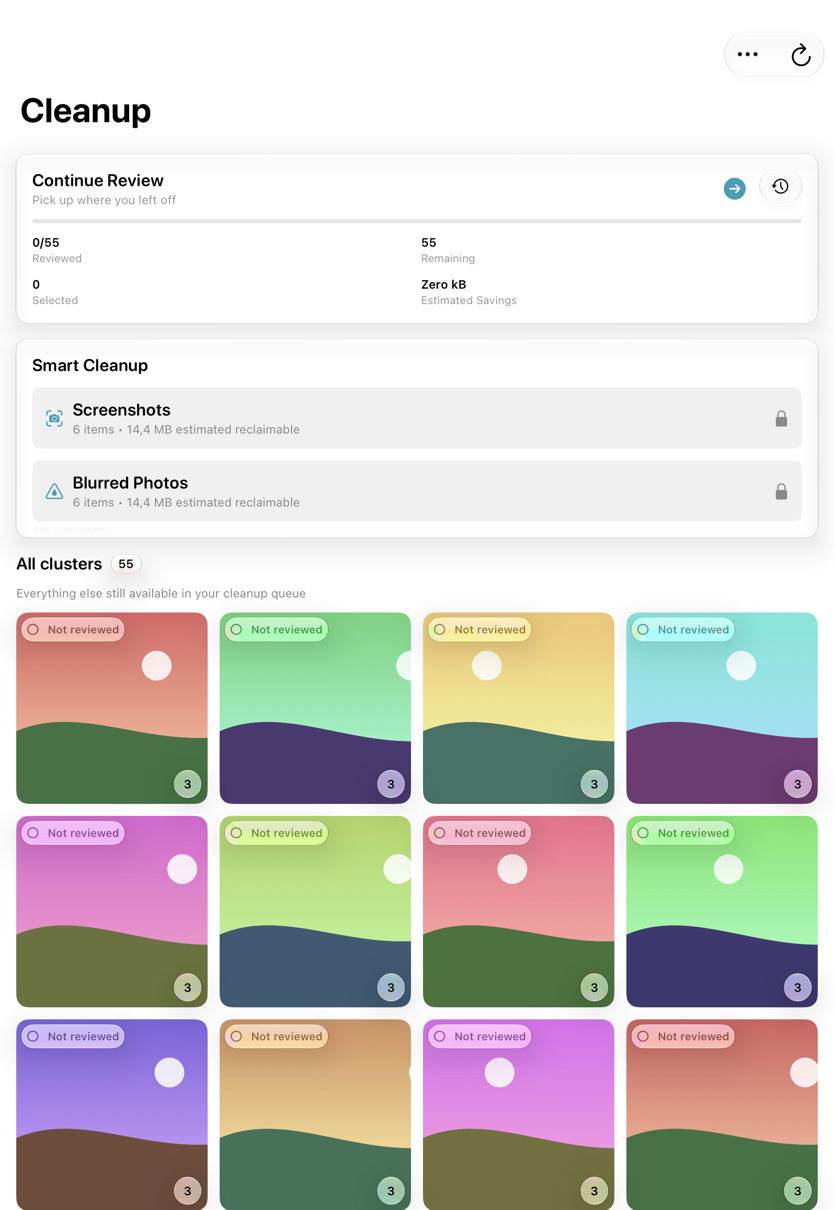 Cleanup
Continue Review
Pick up where you left off
0/55
Reviewed
55
Remaining
0
Selected
Zero kB
Estimated Savings
Smart Cleanup
Screenshots
6 items • 14,4 MB estimated reclaimable
Blurred Photos
6 items • 14,4 MB estimated reclaimable
All clusters 55
Everything else still available in your cleanup queue
Not reviewed Not reviewed Not reviewed Not reviewed
3 3 3 3
Not reviewed Not reviewed Not reviewed Not reviewed
3 3 3 3
Not reviewed Not reviewed Not reviewed Not reviewed
3 3 3 3